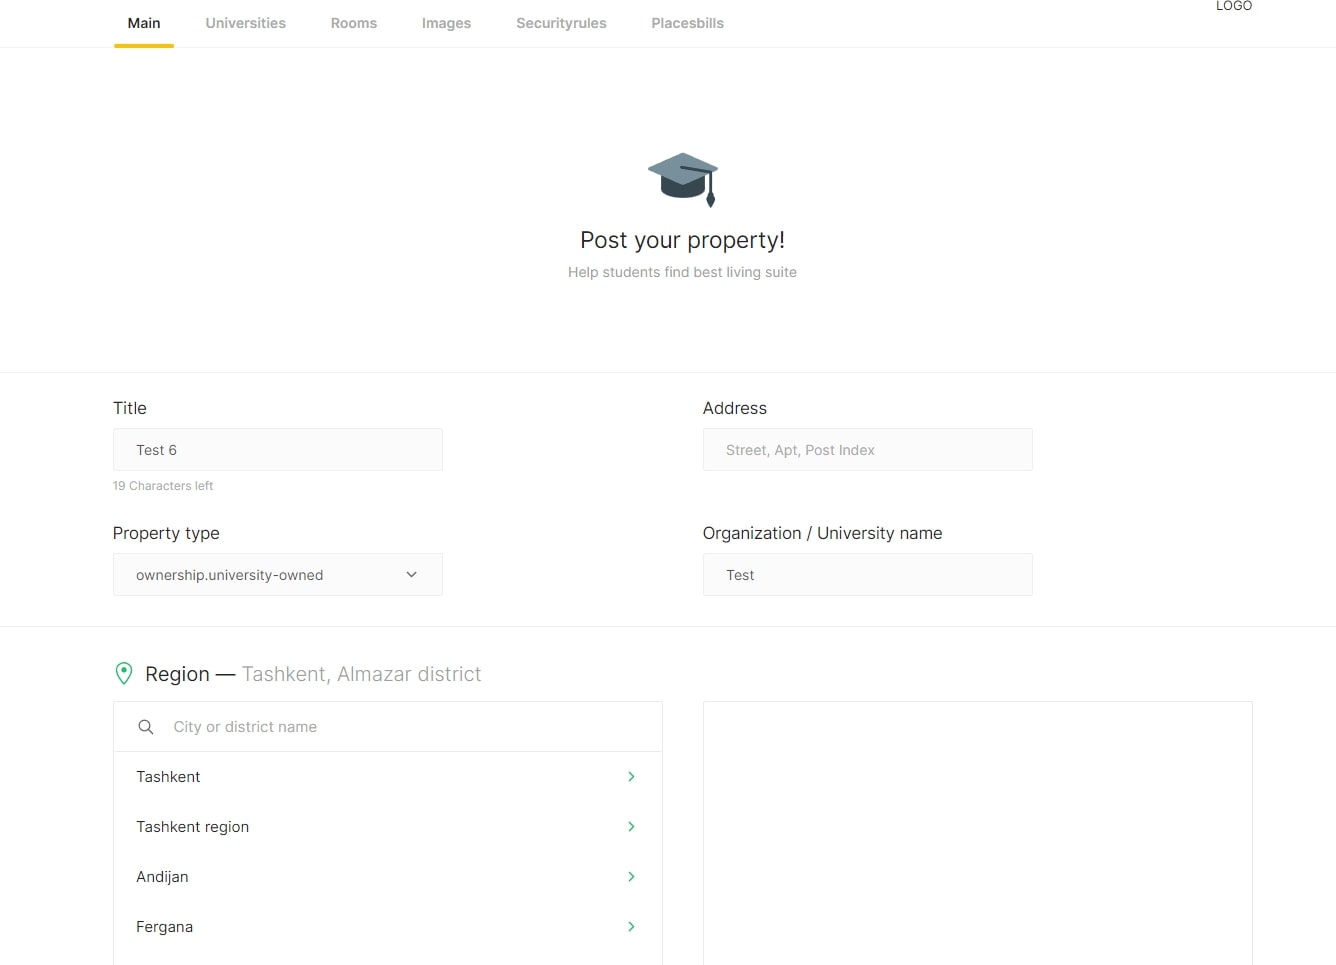 Main Universities Rooms Images Securityrules Placesbills LOGO
Post your property!
Help students find best living suite
Title
Test 6
19 Characters left
Address
Street, Apt, Post Index
Property type
ownership.university-owned
Organization / University name
Test
Region — Tashkent, Almazar district
City or district name
Tashkent
Tashkent region
Andijan
Fergana